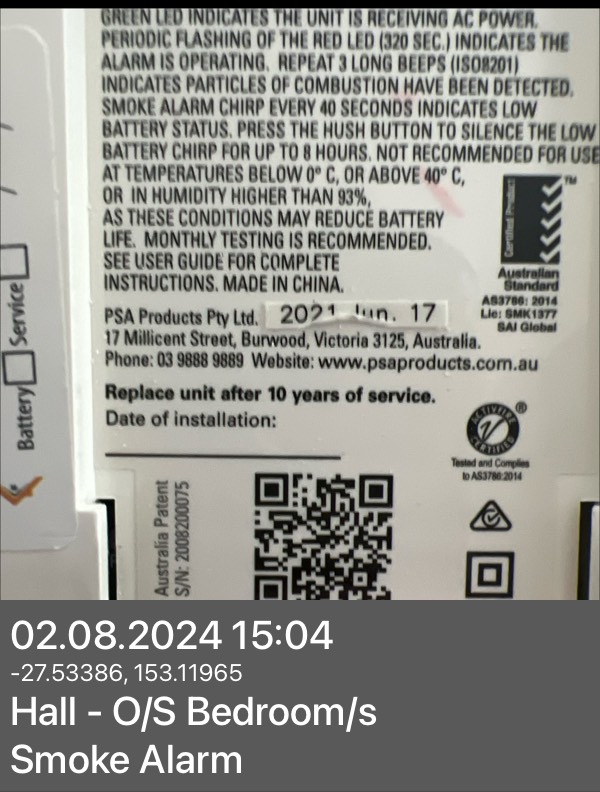 GREEN LED INDICATES THE UNIT IS RECEIVING AC POWER.
PERIODIC FLASHING OF THE RED LED (320 SEC.) INDICATES THE
ALARM IS OPERATING. REPEAT 3 LONG BEEPS (ISO8201)
INDICATES PARTICLES OF COMBUSTION HAVE BEEN DETECTED.
SMOKE ALARM CHIRP EVERY 40 SECONDS INDICATES LOW
BATTERY STATUS. PRESS THE HUSH BUTTON TO SILENCE THE LOW
BATTERY CHIRP FOR UP TO 8 HOURS. NOT RECOMMENDED FOR USE
AT TEMPERATURES BELOW 0° C, OR ABOVE 40° C,
OR IN HUMIDITY HIGHER THAN 93%,
AS THESE CONDITIONS MAY REDUCE BATTERY
LIFE. MONTHLY TESTING IS RECOMMENDED.
SEE USER GUIDE FOR COMPLETE
INSTRUCTIONS. MADE IN CHINA.
Certified Product
TM
Australian
Standard
AS3786: 2014
Lic: SMK1377
SAI Global
PSA Products Pty Ltd. 2021 Jun. 17
17 Millicent Street, Burwood, Victoria 3125, Australia.
Phone: 03 9888 9889 Website: www.psaproducts.com.au
Replace unit after 10 years of service.
Date of installation:
ACTIVFIRE
CERTIFIED
®
Tested and Complies
to AS3786:2014
Battery Service
Australia Patent
S/N: 2008200075
02.08.2024 15:04
-27.53386, 153.11965
Hall - O/S Bedroom/s
Smoke Alarm